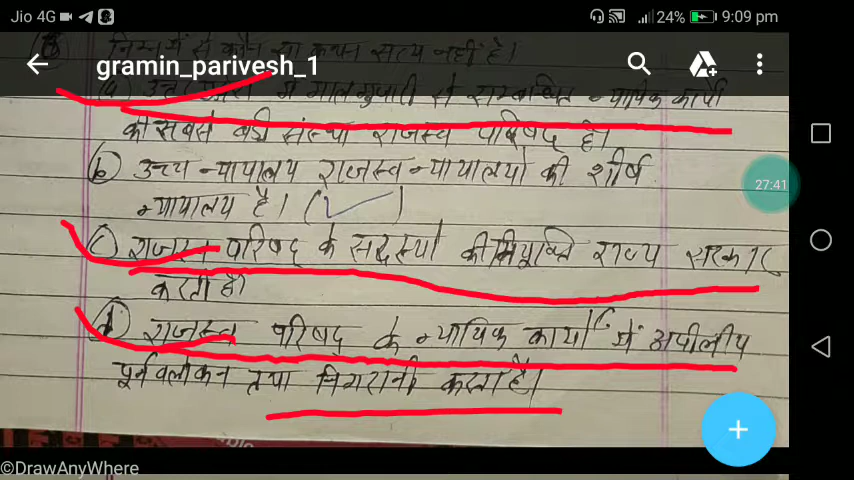 Jio 4G
24% 9:09 pm
gramin_parivesh_1
निम्न में से कौन सा कथन सत्य नहीं है।
(a) उत्तर प्रदेश में मालगुजारी से सम्बन्धित न्यायिक कार्यों
की सबसे बडी संस्था राजस्व परिषद है।
(b) उच्च न्यायालय राजस्व न्यायालयों की शीर्ष
न्यायालय है। (✓)
27:41
(c) राजस्व परिषद् के सदस्यों की नियुक्ति राज्य सरकार
करती है।
(d) राजस्व परिषद के न्यायिक कार्यों में अपीलीय
पूर्नवलोकन तथा निगरानी करता है।
©DrawAnyWhere